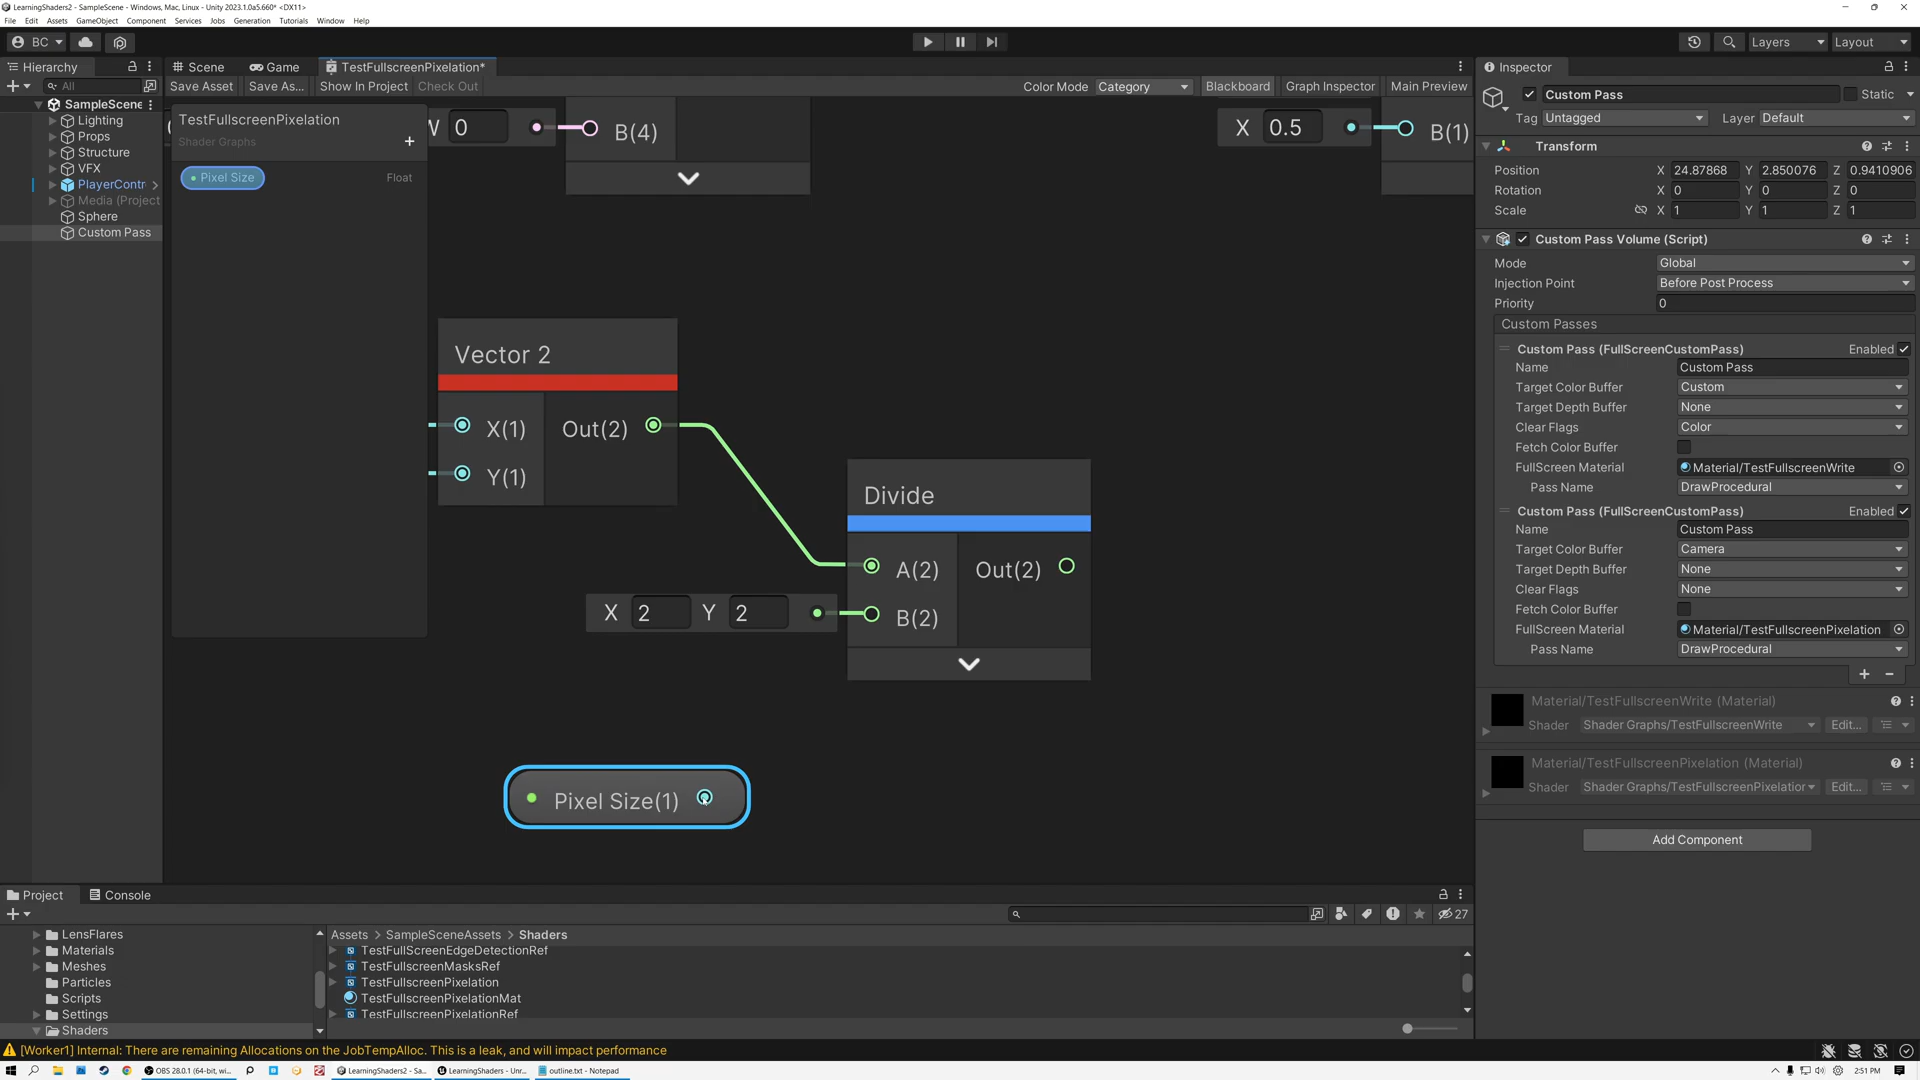 LearningShaders2 - SampleScene - Windows, Mac, Linux - Unity 2023.1.0a5.660* <DX11>
File Edit Assets GameObject Component Services Jobs Generation Tutorials Window Help
BC
Layers Layout
Hierarchy
All
SampleScene
Lighting
Props
Structure
VFX
PlayerContr
Media (Project
Sphere
Custom Pass
Scene Game TestFullscreenPixelation*
Save Asset Save As... Show In Project Check Out
Color Mode Category Blackboard Graph Inspector Main Preview
TestFullscreenPixelation
Shader Graphs
Pixel Size Float
W 0
B(4)
X 0.5
B(1)
Vector 2
X(1) Out(2)
Y(1)
Divide
A(2) Out(2)
X 2 Y 2
B(2)
Pixel Size(1)
Inspector
Custom Pass Static
Tag Untagged Layer Default
Transform
Position X 24.87868 Y 2.850076 Z 0.9410906
Rotation X 0 Y 0 Z 0
Scale X 1 Y 1 Z 1
Custom Pass Volume (Script)
Mode Global
Injection Point Before Post Process
Priority 0
Custom Passes
Custom Pass (FullScreenCustomPass) Enabled
Name Custom Pass
Target Color Buffer Custom
Target Depth Buffer None
Clear Flags Color
Fetch Color Buffer
FullScreen Material Material/TestFullscreenWrite
Pass Name DrawProcedural
Custom Pass (FullScreenCustomPass) Enabled
Name Custom Pass
Target Color Buffer Camera
Target Depth Buffer None
Clear Flags None
Fetch Color Buffer
FullScreen Material Material/TestFullscreenPixelation
Pass Name DrawProcedural
Material/TestFullscreenWrite (Material)
Shader Shader Graphs/TestFullscreenWrite Edit...
Material/TestFullscreenPixelation (Material)
Shader Shader Graphs/TestFullscreenPixelation Edit...
Add Component
Project Console
27
LensFlares
Materials
Meshes
Particles
Scripts
Settings
Shaders
Assets > SampleSceneAssets > Shaders
TestFullScreenEdgeDetectionRef
TestFullscreenMasksRef
TestFullscreenPixelation
TestFullscreenPixelationMat
TestFullscreenPixelationRef
[Worker1] Internal: There are remaining Allocations on the JobTempAlloc. This is a leak, and will impact performance
OBS 28.0.1 (64-bit, wi... LearningShaders2 - Sa... LearningShaders - Unr... outline.txt - Notepad
2:51 PM